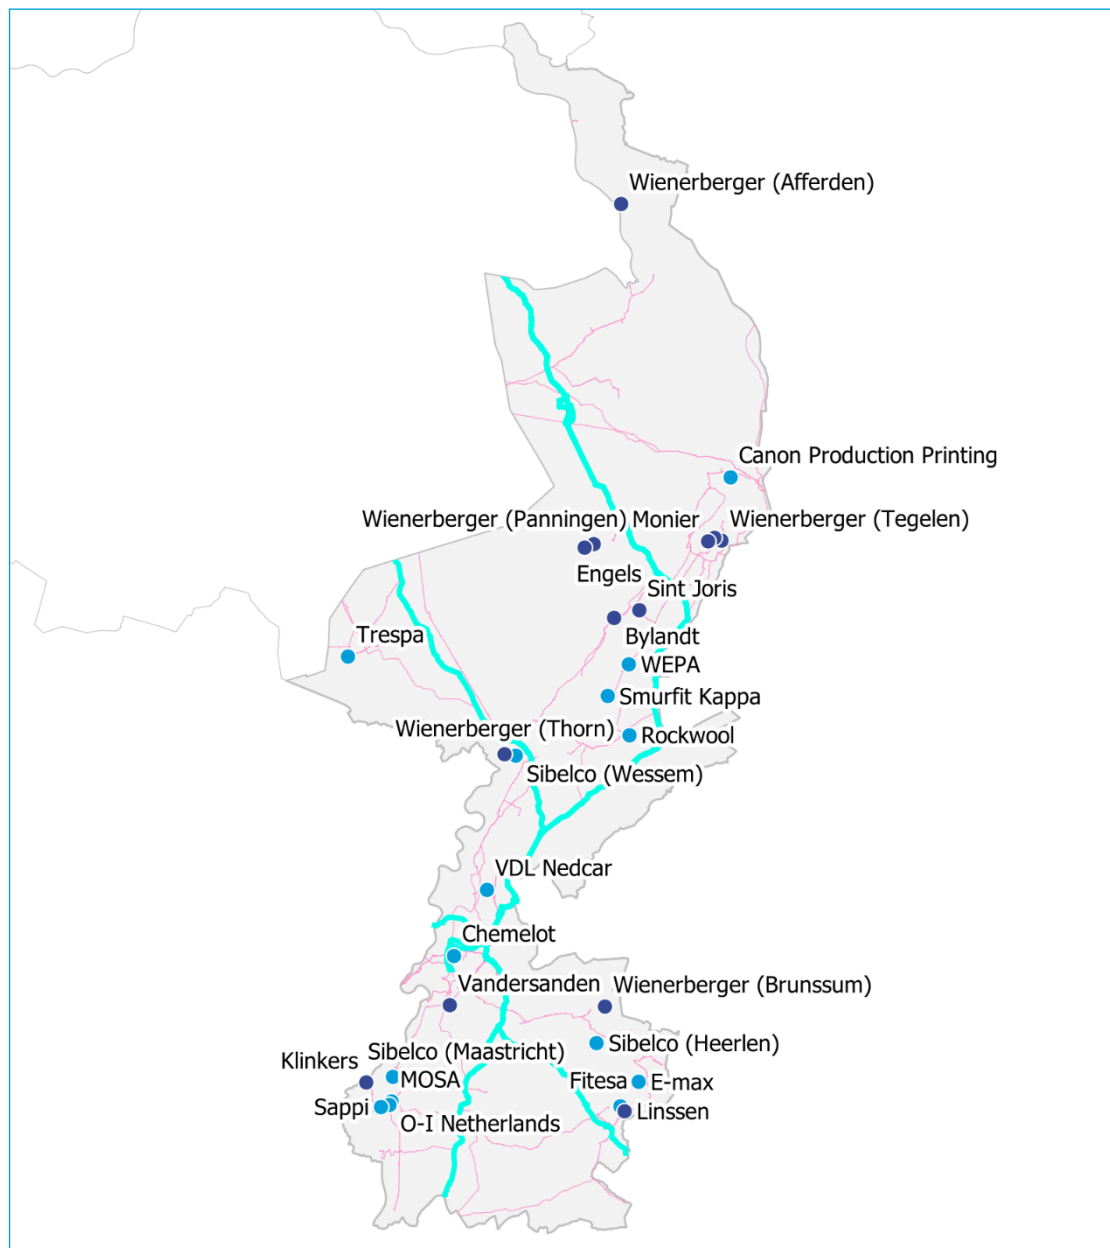 Wienerberger (Afferden)
Canon Production Printing
Wienerberger (Panningen)
Monier
Wienerberger (Tegelen)
Engels
Sint Joris
Bylandt
Trespa
WEPA
Smurfit Kappa
Wienerberger (Thorn)
Rockwool
Sibelco (Wessem)
VDL Nedcar
Chemelot
Vandersanden
Wienerberger (Brunssum)
Sibelco (Heerlen)
Sibelco (Maastricht)
Klinkers
MOSA
Fitesa
E-max
Sappi
O-I Netherlands
Linssen